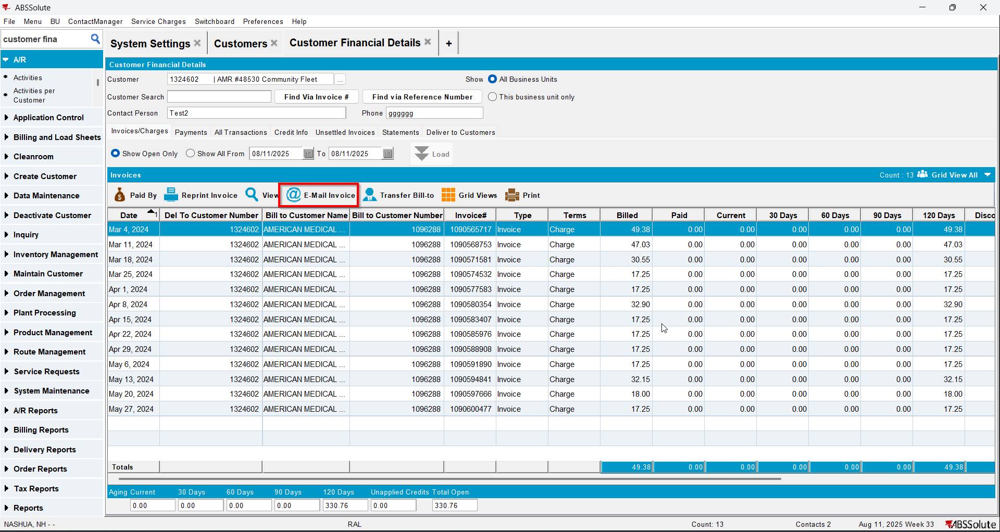 ABSSolute
File Menu BU ContactManager Service Charges Switchboard Preferences Help
customer fina
System Settings Customers Customer Financial Details +
A/R
Activities
Activities per
Customer
Application Control
Billing and Load Sheets
Cleanroom
Create Customer
Data Maintenance
Deactivate Customer
Inquiry
Inventory Management
Maintain Customer
Order Management
Plant Processing
Product Management
Route Management
Service Requests
System Maintenance
A/R Reports
Billing Reports
Delivery Reports
Order Reports
Tax Reports
Reports
Customer Financial Details
Customer 1324602 | AMR #48530 Community Fleet ... Show All Business Units
Customer Search Find Via Invoice # Find via Reference Number This business unit only
Contact Person Test2 Phone gggggg
Invoices/Charges Payments All Transactions Credit Info Unsettled Invoices Statements Deliver to Customers
Show Open Only Show All From 08/11/2025 To 08/11/2025 Load
Invoices Count : 13 Grid View All
Paid By Reprint Invoice View E-Mail Invoice Transfer Bill-to Grid Views Print
Date 1 Del To Customer Number Bill to Customer Name Bill to Customer Number Invoice# Type Terms Billed Paid Current 30 Days 60 Days 90 Days 120 Days Disco
Mar 4, 2024 1324602 AMERICAN MEDICAL ... 1096288 1090565717 Invoice Charge 49.38 0.00 0.00 0.00 0.00 0.00 49.38
Mar 11, 2024 1324602 AMERICAN MEDICAL ... 1096288 1090568753 Invoice Charge 47.03 0.00 0.00 0.00 0.00 0.00 47.03
Mar 18, 2024 1324602 AMERICAN MEDICAL ... 1096288 1090571581 Invoice Charge 30.55 0.00 0.00 0.00 0.00 0.00 30.55
Mar 25, 2024 1324602 AMERICAN MEDICAL ... 1096288 1090574532 Invoice Charge 17.25 0.00 0.00 0.00 0.00 0.00 17.25
Apr 1, 2024 1324602 AMERICAN MEDICAL ... 1096288 1090577583 Invoice Charge 17.25 0.00 0.00 0.00 0.00 0.00 17.25
Apr 8, 2024 1324602 AMERICAN MEDICAL ... 1096288 1090580354 Invoice Charge 32.90 0.00 0.00 0.00 0.00 0.00 32.90
Apr 15, 2024 1324602 AMERICAN MEDICAL ... 1096288 1090583407 Invoice Charge 17.25 0.00 0.00 0.00 0.00 0.00 17.25
Apr 22, 2024 1324602 AMERICAN MEDICAL ... 1096288 1090585976 Invoice Charge 17.25 0.00 0.00 0.00 0.00 0.00 17.25
Apr 29, 2024 1324602 AMERICAN MEDICAL ... 1096288 1090588908 Invoice Charge 17.25 0.00 0.00 0.00 0.00 0.00 17.25
May 6, 2024 1324602 AMERICAN MEDICAL ... 1096288 1090591890 Invoice Charge 17.25 0.00 0.00 0.00 0.00 0.00 17.25
May 13, 2024 1324602 AMERICAN MEDICAL ... 1096288 1090594841 Invoice Charge 32.15 0.00 0.00 0.00 0.00 0.00 32.15
May 20, 2024 1324602 AMERICAN MEDICAL ... 1096288 1090597666 Invoice Charge 18.00 0.00 0.00 0.00 0.00 0.00 18.00
May 27, 2024 1324602 AMERICAN MEDICAL ... 1096288 1090600477 Invoice Charge 17.25 0.00 0.00 0.00 0.00 0.00 17.25
Totals 49.38 0.00 0.00 0.00 0.00 0.00 49.38
Aging Current 30 Days 60 Days 90 Days 120 Days Unapplied Credits Total Open
0.00 0.00 0.00 0.00 330.76 0.00 330.76
NASHUA, NH - - RAL Count: 13 Contacts 2 Aug 11, 2025 Week 33 ABSSolute